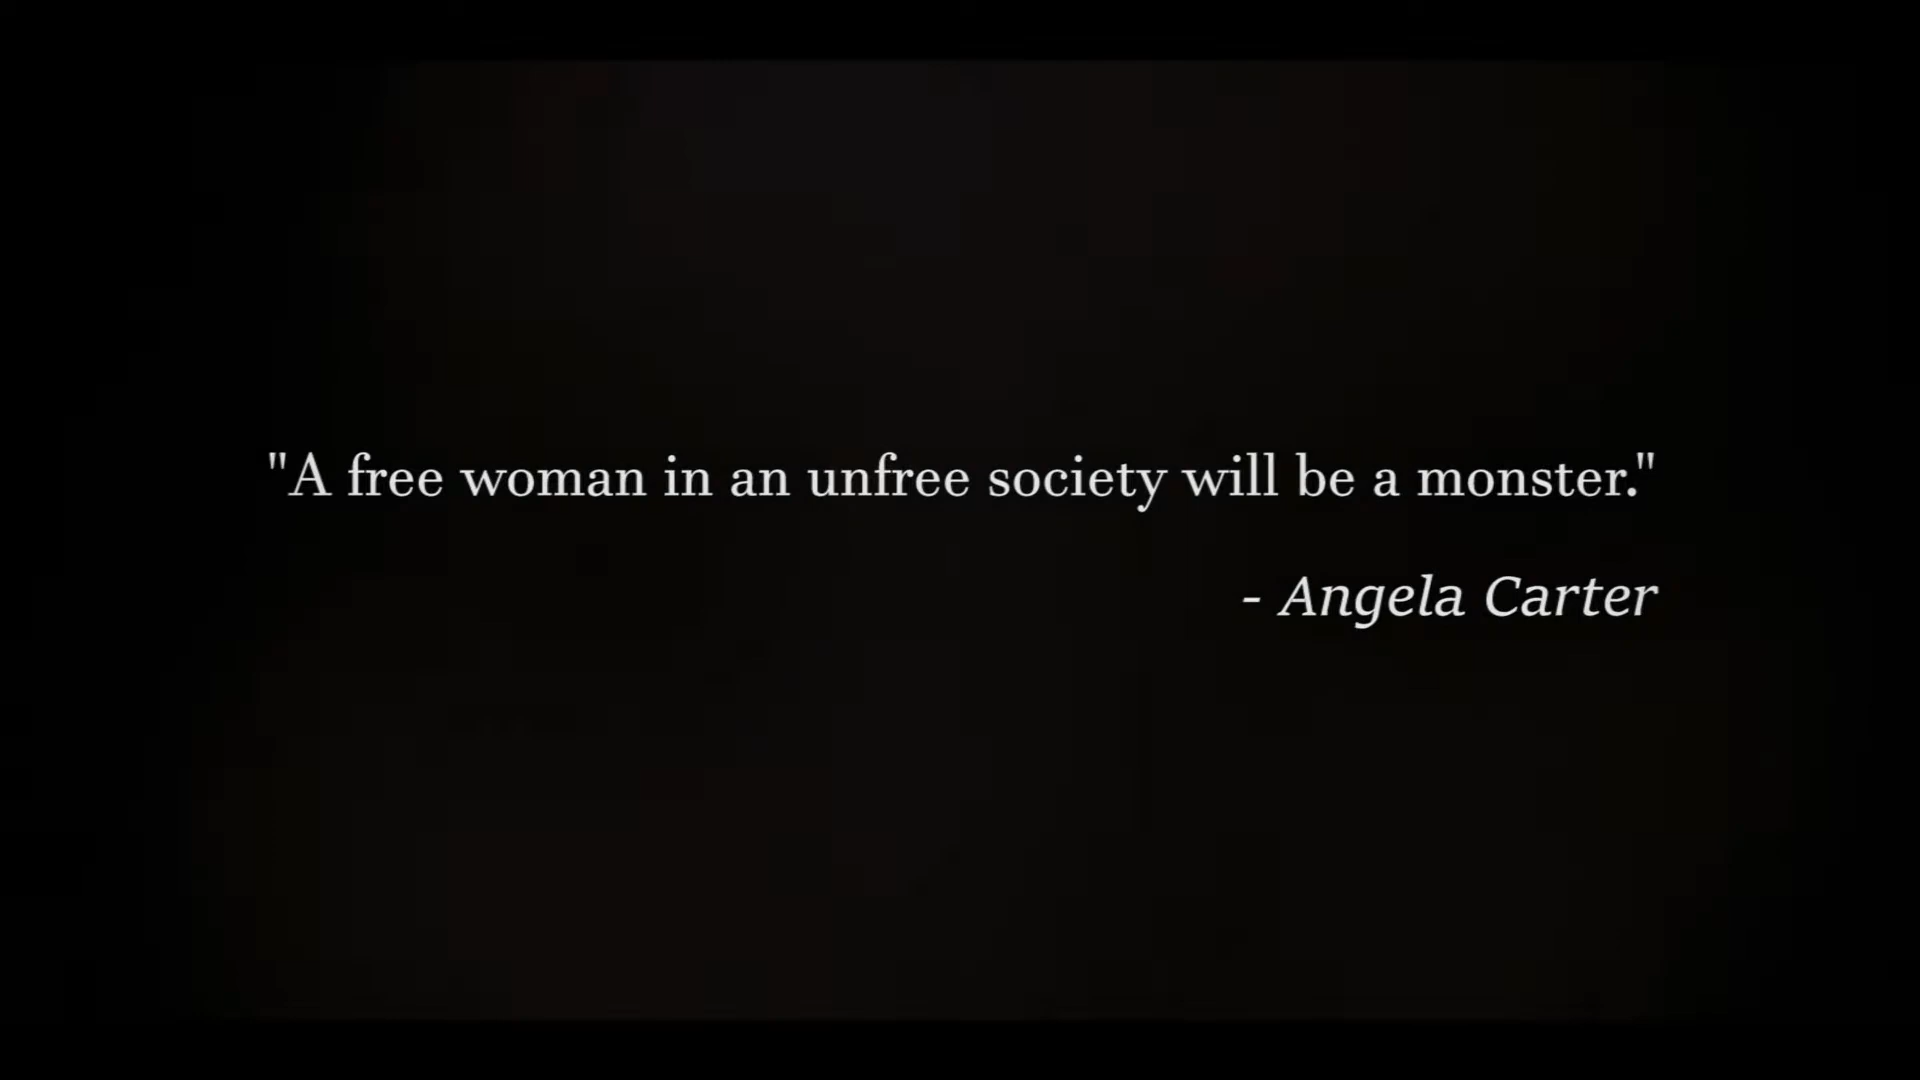 "A free woman in an unfree society will be a monster."
- Angela Carter